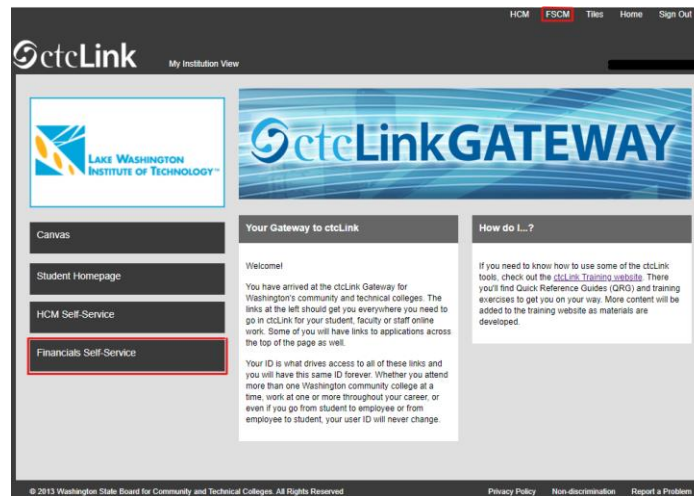 HCM FSCM Tiles Home Sign Out
ctcLink My Institution View
LAKE WASHINGTON
INSTITUTE OF TECHNOLOGY™
ctcLinkGATEWAY
Canvas
Student Homepage
HCM Self-Service
Financials Self-Service
Your Gateway to ctcLink
Welcome!
You have arrived at the ctcLink Gateway for
Washington's community and technical colleges. The
links at the left should get you everywhere you need to
go in ctcLink for your student, faculty or staff online
work. Some of you will have links to applications across
the top of the page as well.
Your ID is what drives access to all of these links and
you will have this same ID forever. Whether you attend
more than one Washington community college at a
time, work at one or more throughout your career, or
even if you go from student to employee or from
employee to student, your user ID will never change.
How do I...?
If you need to know how to use some of the ctcLink
tools, check out the ctcLink Training website. There
you'll find Quick Reference Guides (QRG) and training
exercises to get you on your way. More content will be
added to the training website as materials are
developed.
© 2013 Washington State Board for Community and Technical Colleges. All Rights Reserved
Privacy Policy Non-discrimination Report a Problem